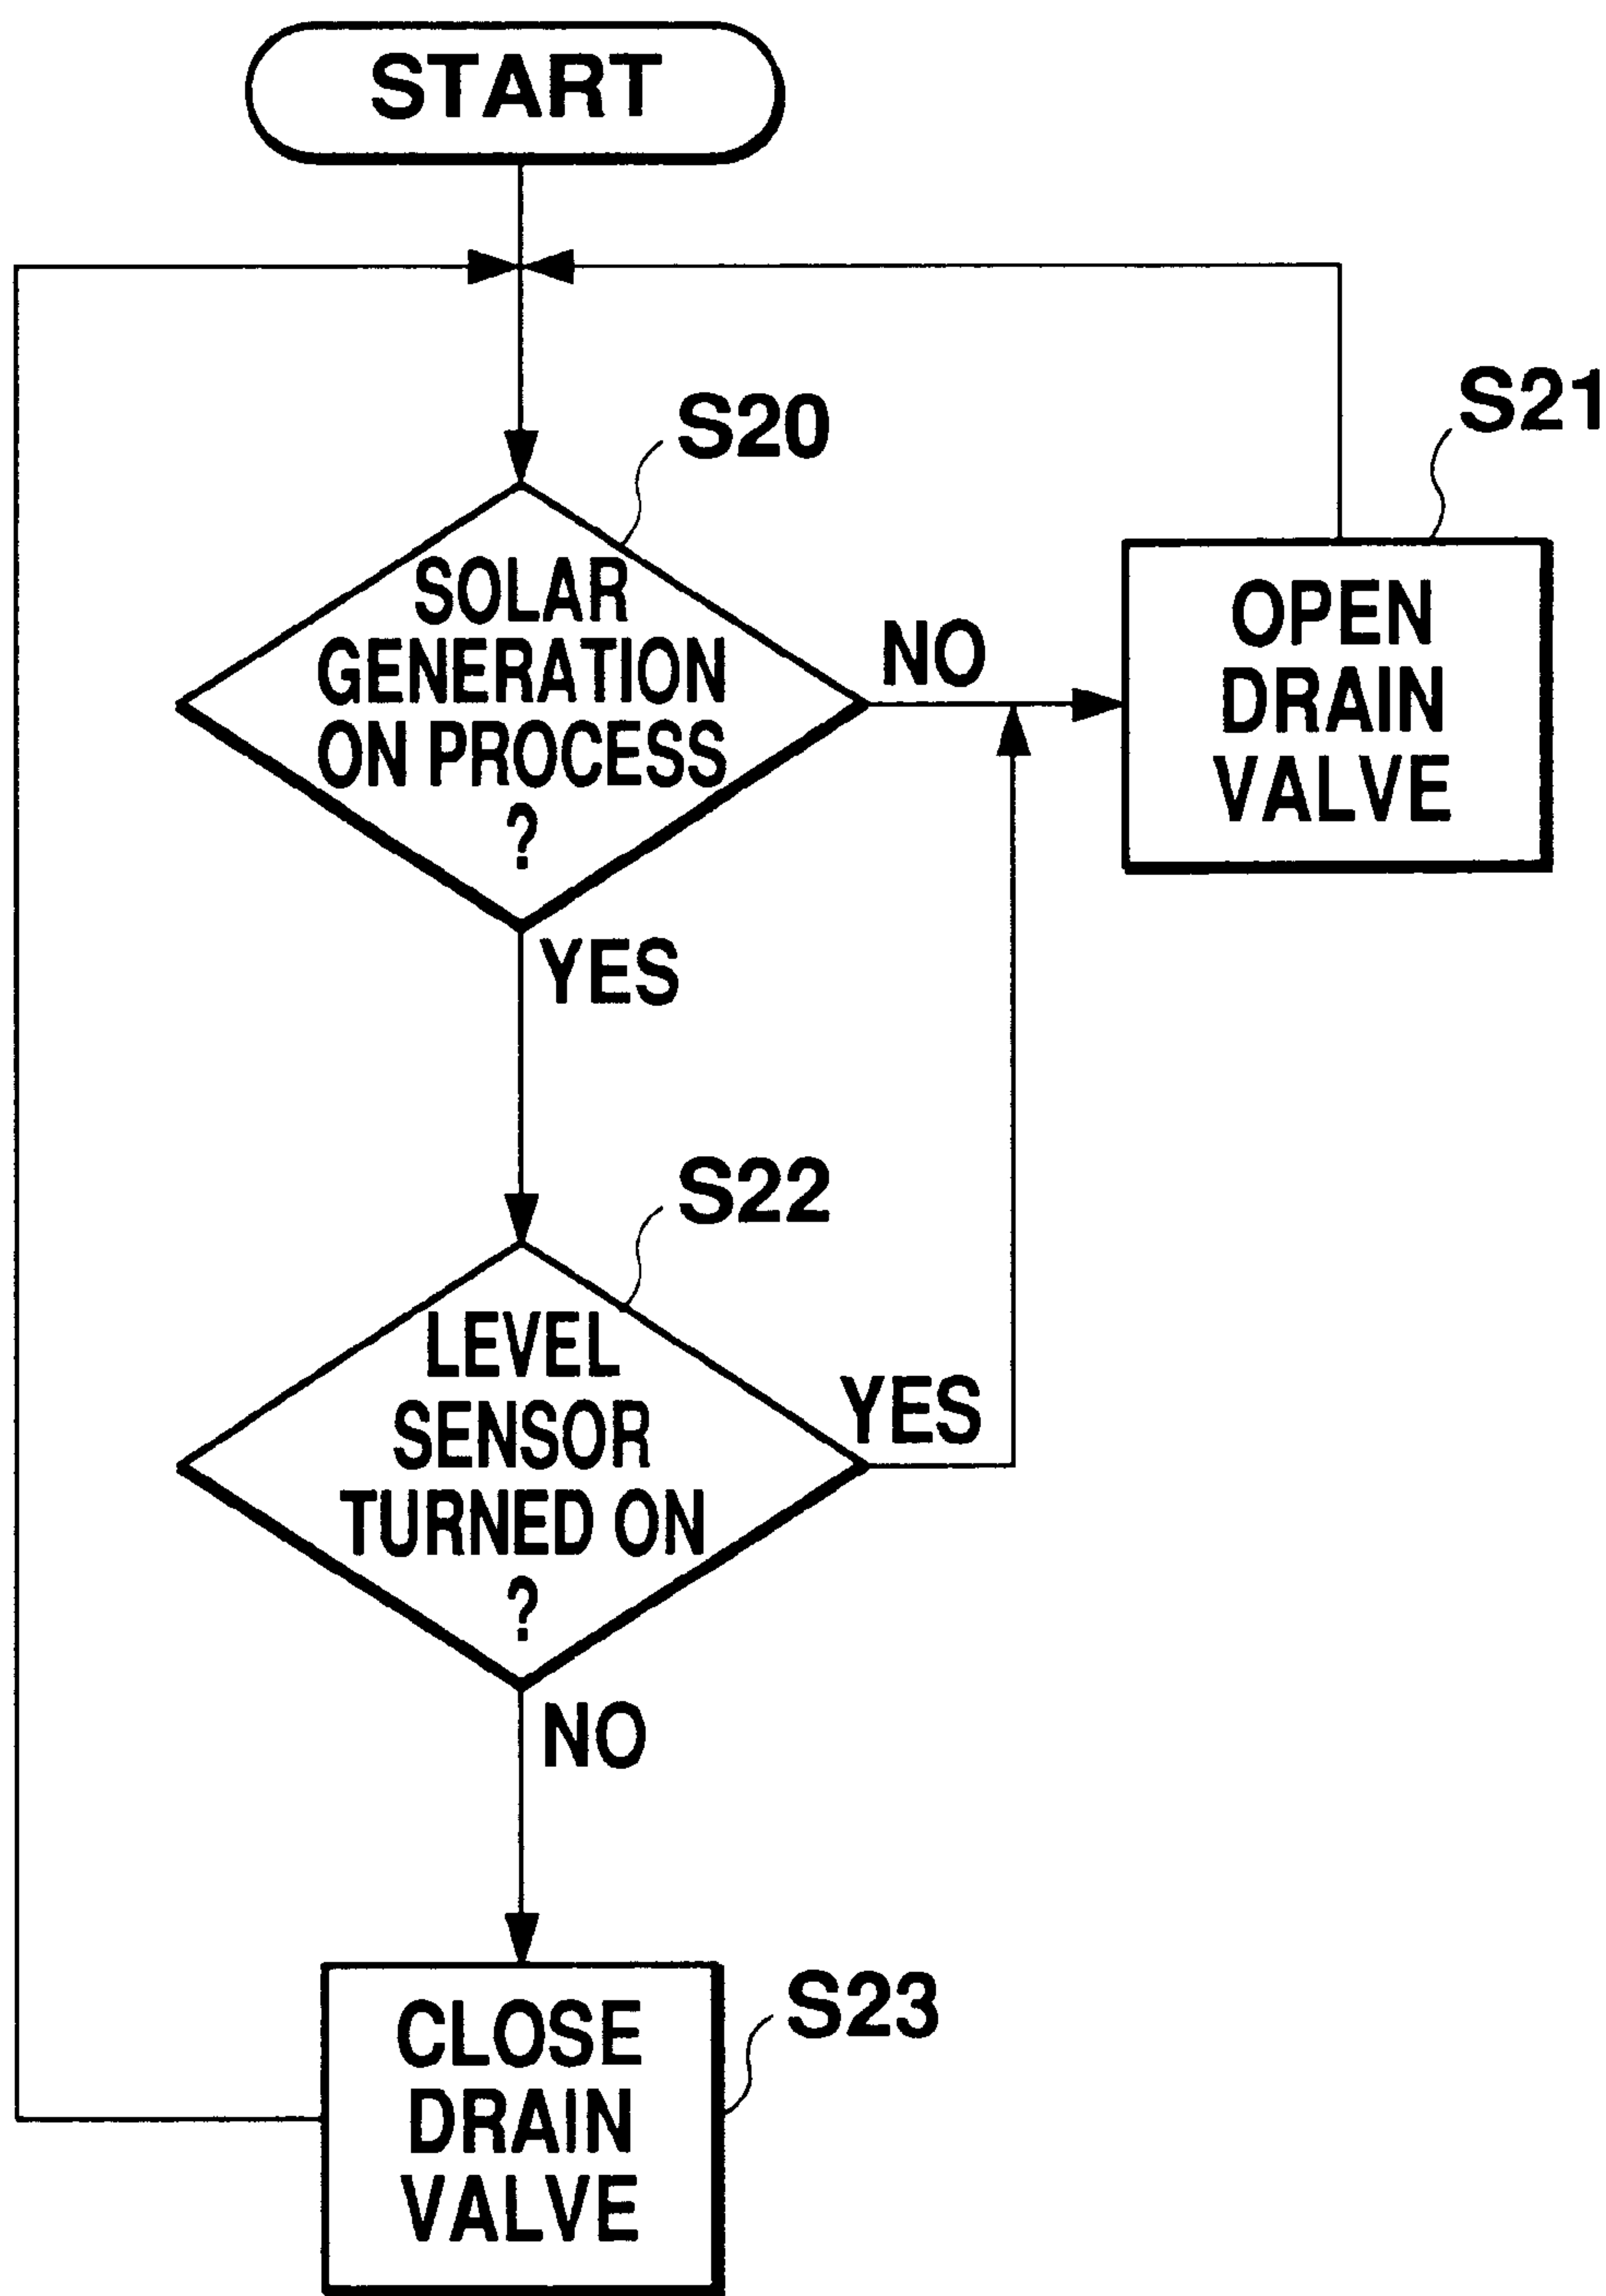 START
S20
S21
SOLAR
GENERATION
ON PROCESS
?
NO
OPEN
DRAIN
VALVE
YES
S22
LEVEL
SENSOR
TURNED ON
?
YES
NO
S23
CLOSE
DRAIN
VALVE